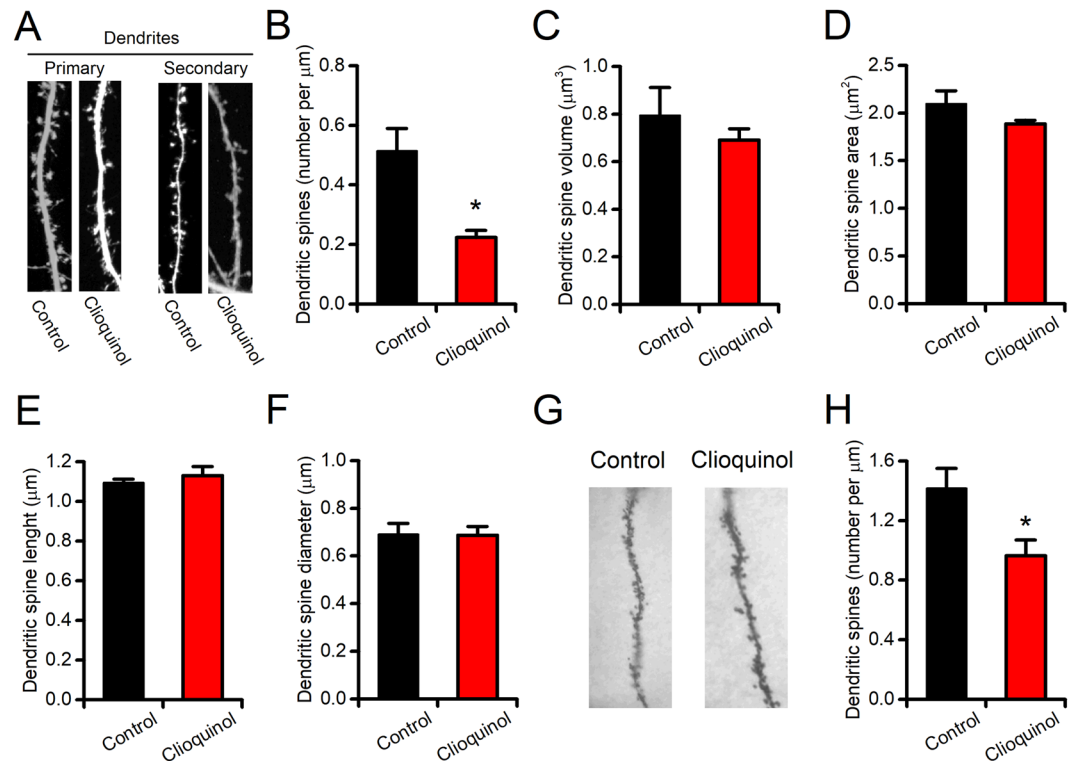 A
Dendrites
Primary
Secondary
Control
Clioquinol
Control
Clioquinol
B
Dendritic spines (number per μm)
0.8
0.6
0.4
0.2
0.0
*
Control
Clioquinol
C
Dendritic spine volume (μm³)
1.0
0.8
0.6
0.4
0.2
0.0
Control
Clioquinol
D
Dendritic spine area (μm²)
2.5
2.0
1.5
1.0
0.5
0.0
Control
Clioquinol
E
Dendritic spine lenght (μm)
1.2
1.0
0.8
0.6
0.4
0.2
0.0
Control
Clioquinol
F
Dendritic spine diameter (μm)
1.0
0.8
0.6
0.4
0.2
0.0
Control
Clioquinol
G
Control
Clioquinol
H
Dendritic spines (number per μm)
1.6
1.2
0.8
0.4
0.0
*
Control
Clioquinol